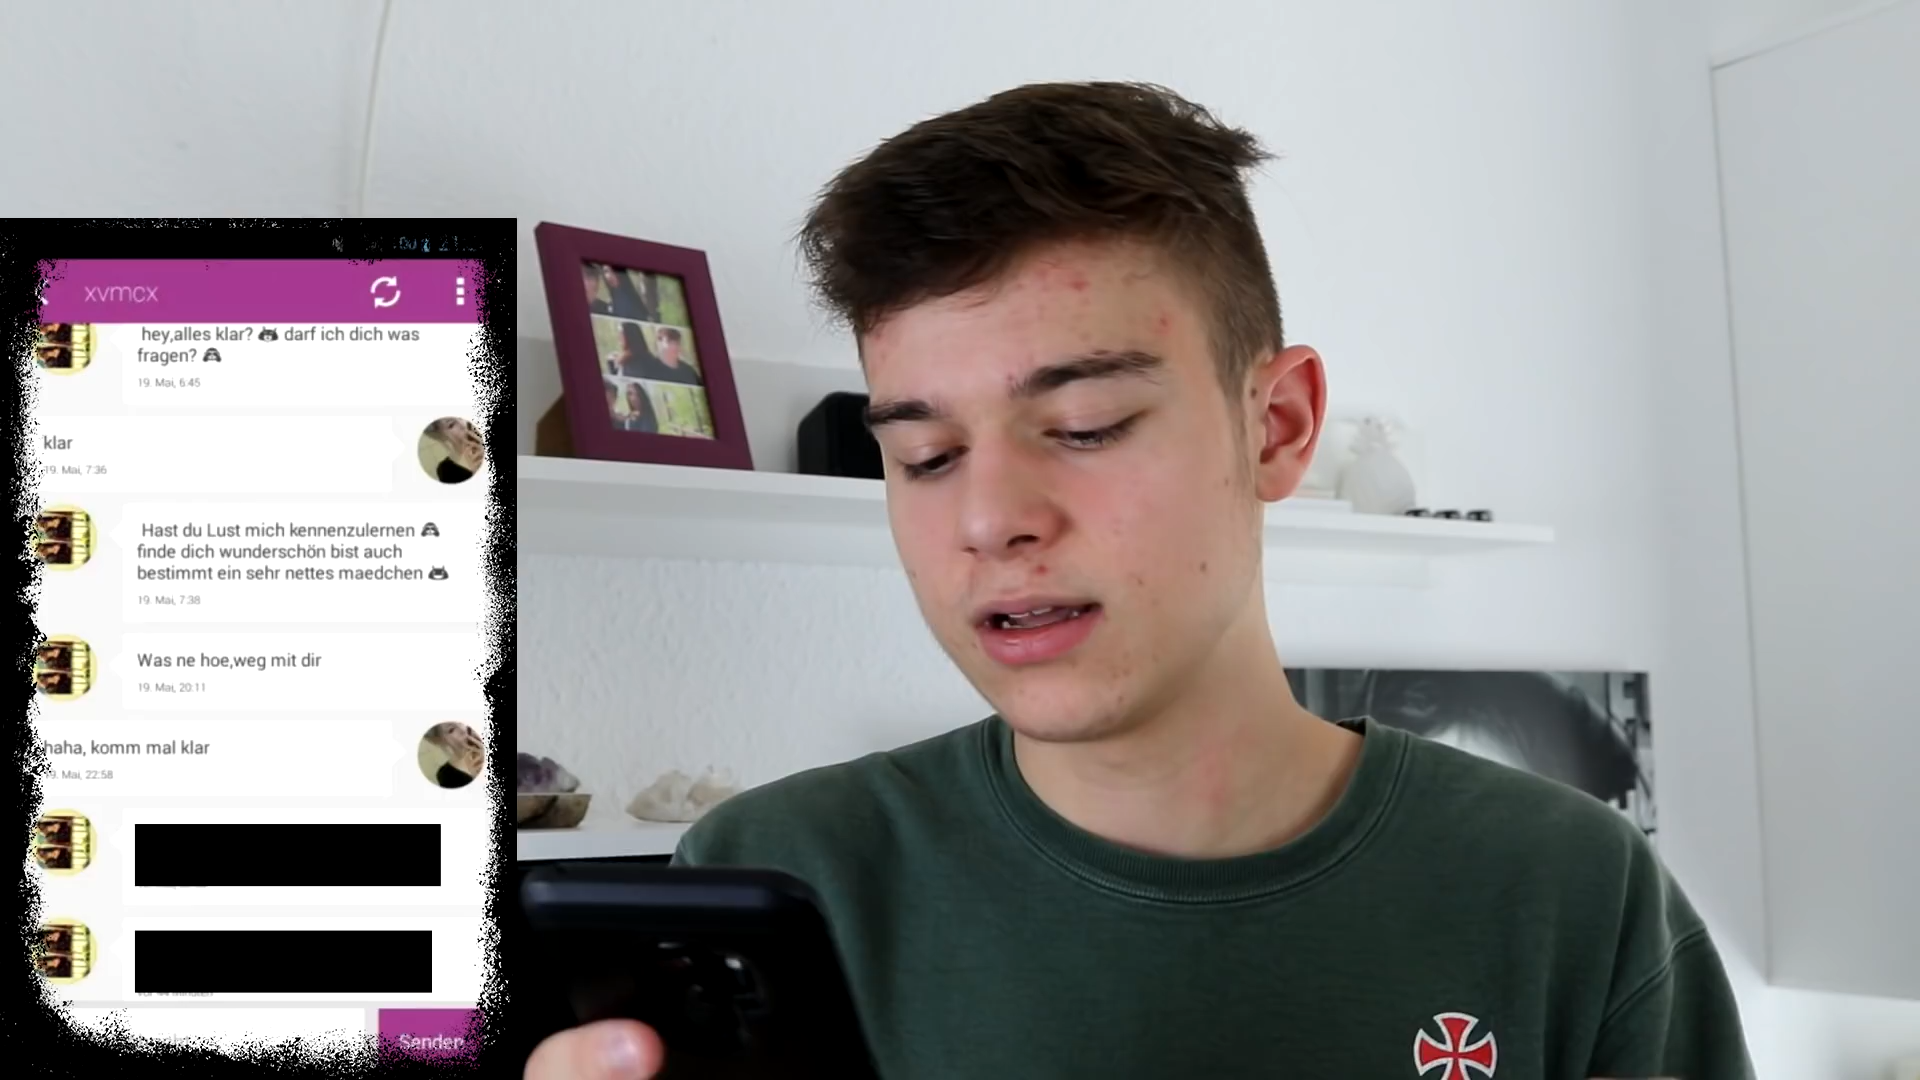 xvmcx
hey,alles klar? 🙈 darf ich dich was
fragen? 🙈
19. Mai, 6:45
klar
19. Mai, 7:36
Hast du Lust mich kennenzulernen 🙈
finde dich wunderschön bist auch
bestimmt ein sehr nettes maedchen 🙈
19. Mai, 7:38
Was ne hoe,weg mit dir
19. Mai, 20:11
haha, komm mal klar
19. Mai, 22:58
Senden